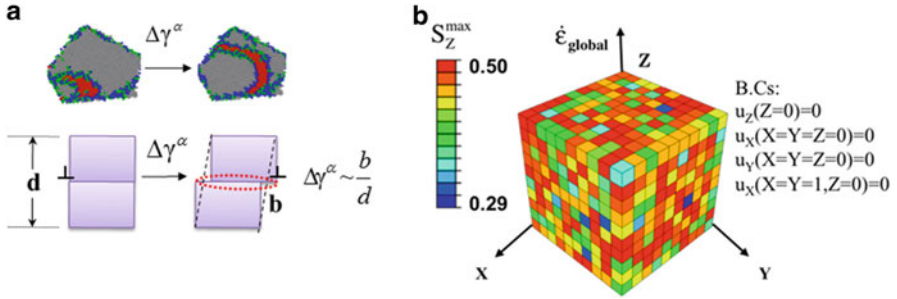 a
Δγ^α
d
Δγ^α
b
Δγ^α ~ b/d
b
S_Z^max
0.50
0.29
ε̇_global
Z
X
Y
B.Cs:
u_Z(Z=0)=0
u_X(X=Y=Z=0)=0
u_Y(X=Y=Z=0)=0
u_X(X=Y=1,Z=0)=0